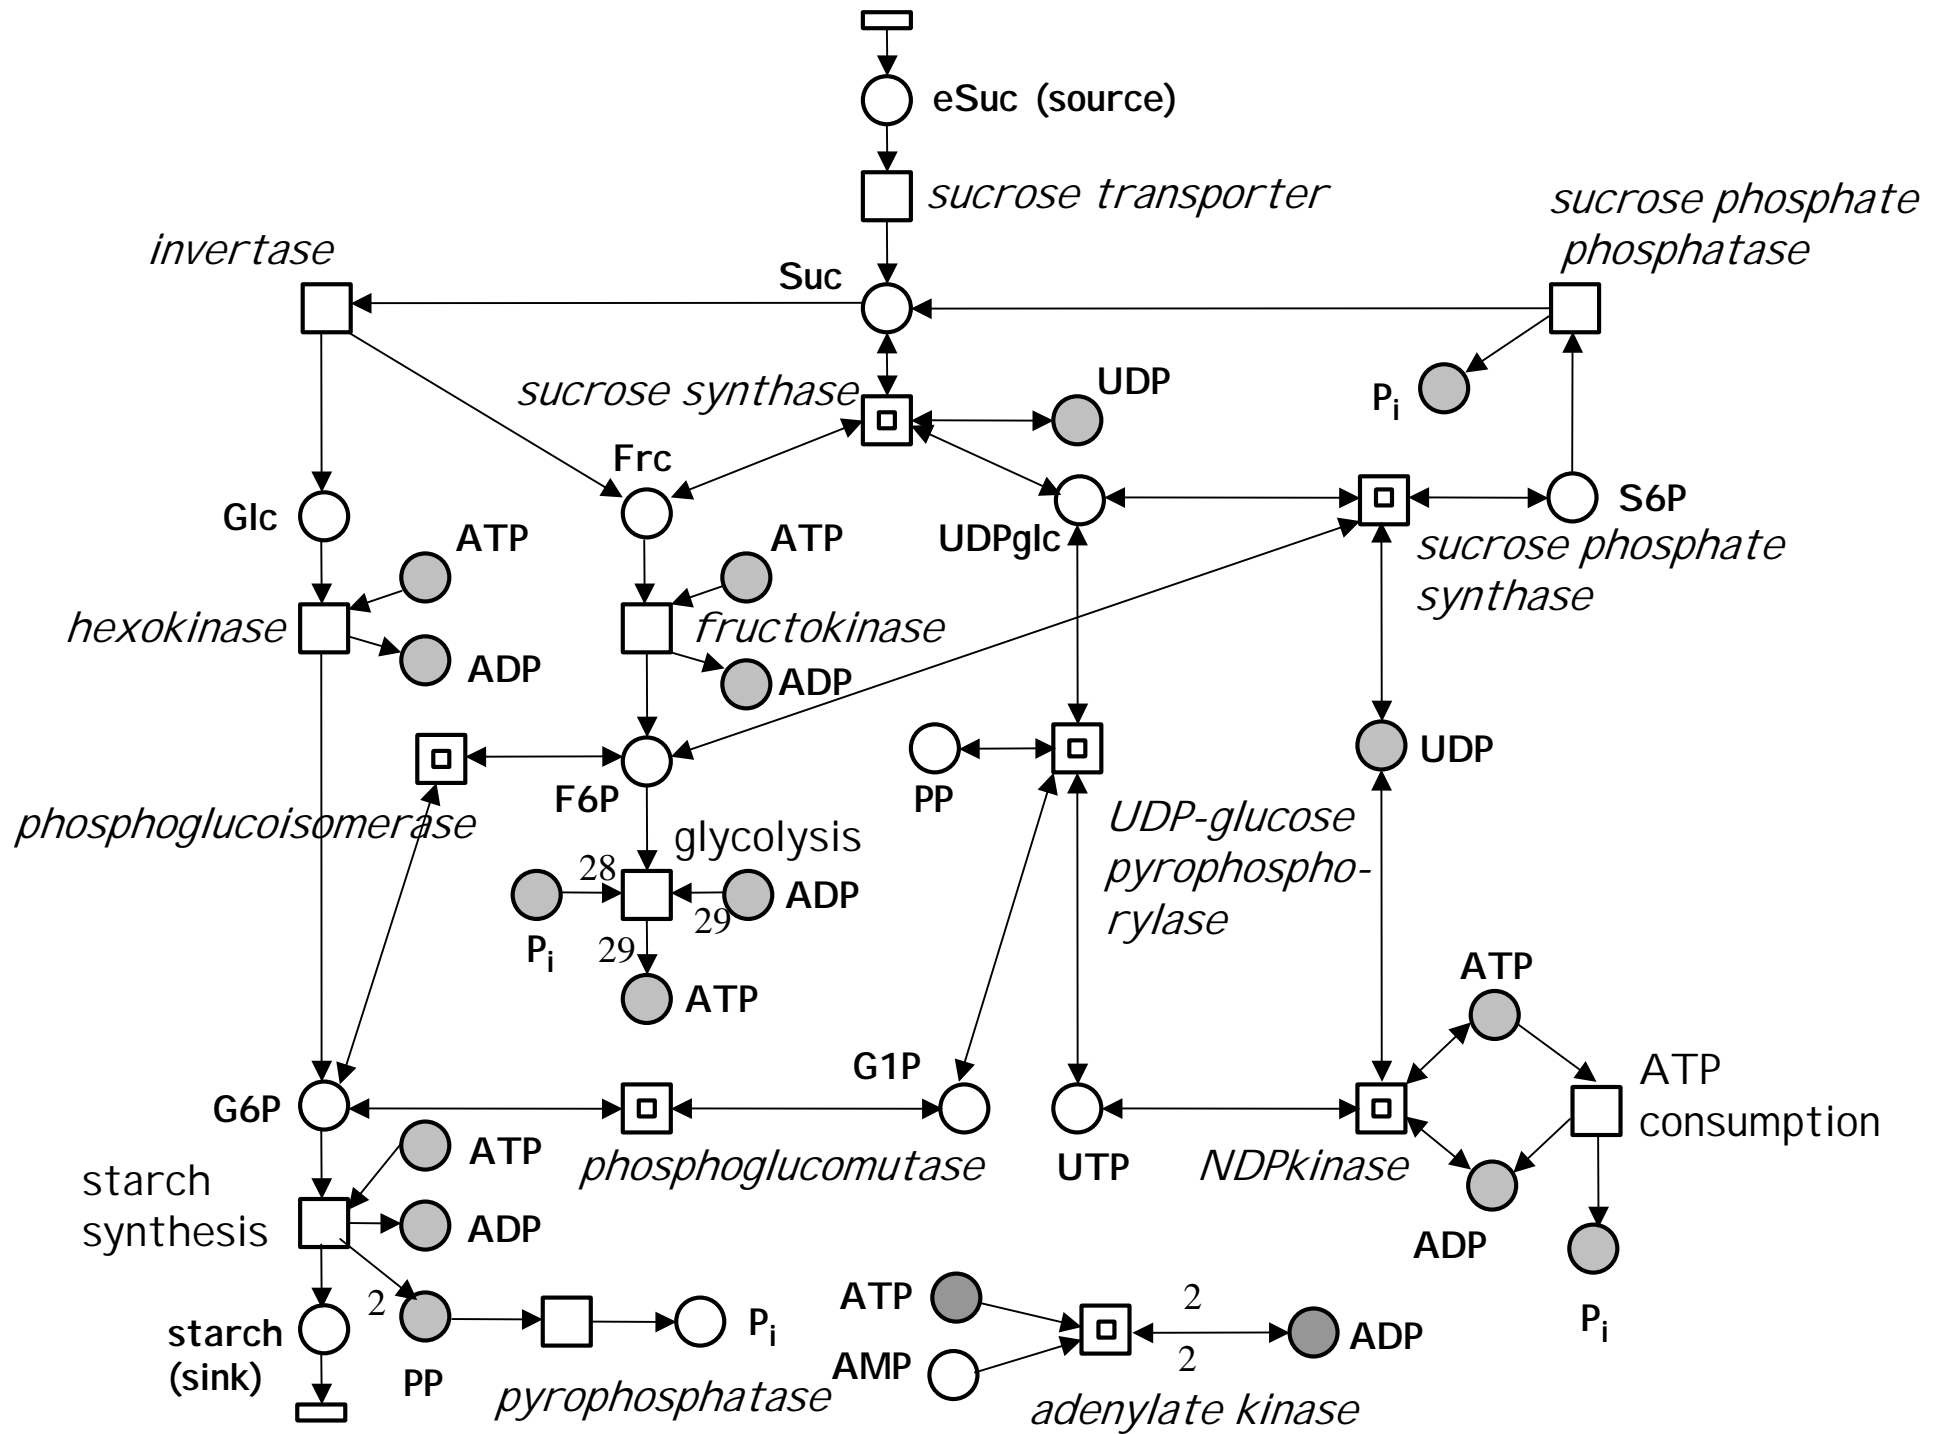 eSuc (source)
sucrose transporter
sucrose phosphate
phosphatase
invertase
Suc
sucrose synthase
UDP
Pi
Frc
Glc
ATP
ATP
UDPglc
S6P
sucrose phosphate
synthase
hexokinase
fructokinase
ADP
ADP
phosphoglucoisomerase
F6P
PP
UDP
UDP-glucose
pyrophospho-
rylase
glycolysis
28
ADP
29
Pi
29
ATP
ATP
G1P
ATP
consumption
G6P
ATP
phosphoglucomutase
UTP
NDPkinase
starch
synthesis
ADP
ADP
2
PP
Pi
starch
(sink)
pyrophosphatase
ATP
AMP
2
2
ADP
adenylate kinase
Pi